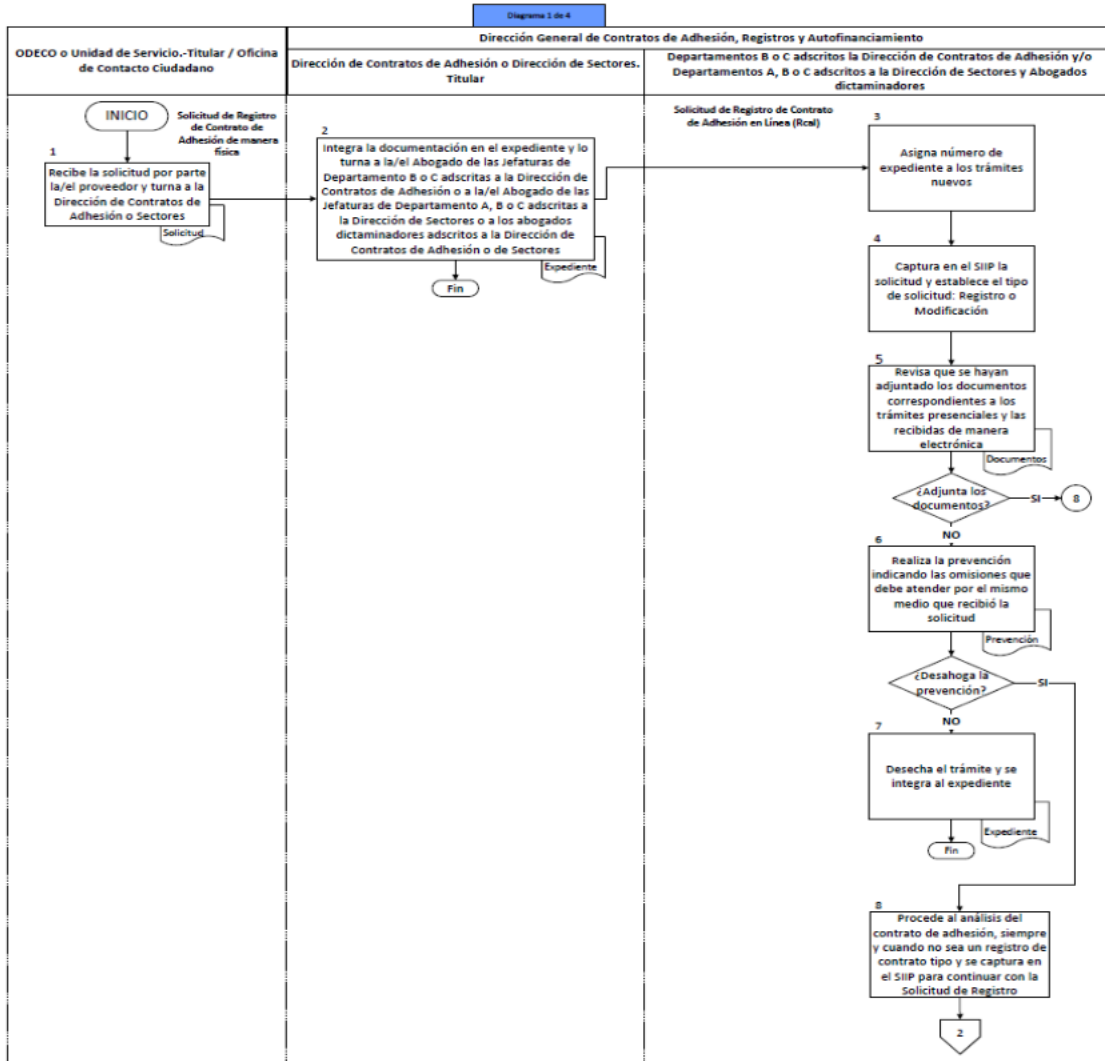 Diagrama 1 de 4
ODECO o Unidad de Servicio.-Titular / Oficina
de Contacto Ciudadano
Dirección General de Contratos de Adhesión, Registros y Autofinanciamiento
Dirección de Contratos de Adhesión o Dirección de Sectores.
Titular
Departamentos B o C adscritos la Dirección de Contratos de Adhesión y/o
Departamentos A, B o C adscritos a la Dirección de Sectores y Abogados
dictaminadores
INICIO
Solicitud de Registro
de Contrato de
Adhesión de manera
física
1
Recibe la solicitud por parte
la/el proveedor y turna a la
Dirección de Contratos de
Adhesión o Sectores
Solicitud
2
Integra la documentación en el expediente y lo
turna a la/el Abogado de las Jefaturas de
Departamento B o C adscritas a la Dirección de
Contratos de Adhesión o a la/el Abogado de las
Jefaturas de Departamento A, B o C adscritas a
la Dirección de Sectores o a los abogados
dictaminadores adscritos a la Dirección de
Contratos de Adhesión o de Sectores
Expediente
Fin
Solicitud de Registro de Contrato
de Adhesión en Línea (Rcal)
3
Asigna número de
expediente a los trámites
nuevos
4
Captura en el SIIP la
solicitud y establece el tipo
de solicitud: Registro o
Modificación
5
Revisa que se hayan
adjuntado los documentos
correspondientes a los
trámites presenciales y las
recibidas de manera
electrónica
Documentos
¿Adjunta los
documentos?
SI
8
NO
6
Realiza la prevención
indicando las omisiones que
debe atender por el mismo
medio que recibió la
solicitud
Prevención
¿Desahoga la
prevención?
SI
NO
7
Desecha el trámite y se
integra al expediente
Expediente
Fin
8
Procede al análisis del
contrato de adhesión, siempre
y cuando no sea un registro de
contrato tipo y se captura en
el SIIP para continuar con la
Solicitud de Registro
2